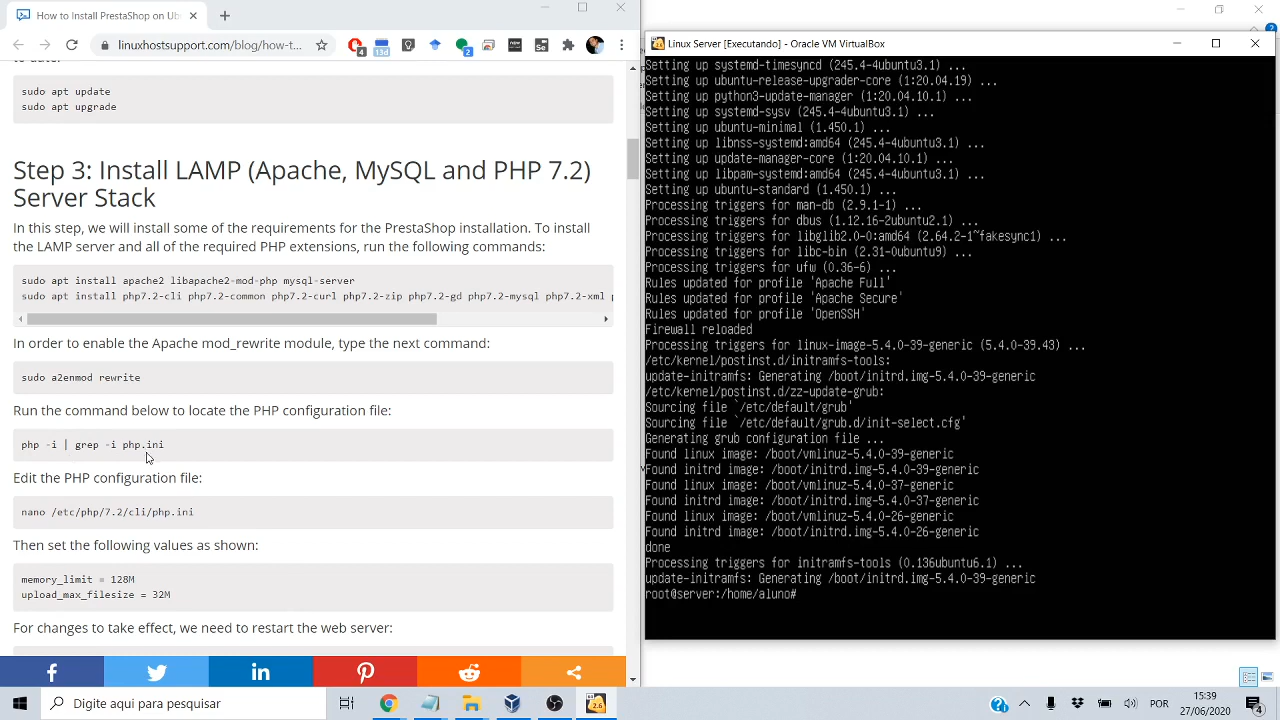 How to Install PrestaShop on Ub
linuxhostsupport.com/blog/how-t...
4
13d
2
sudo apt update
sudo apt upgrade
Step 3: Install LAMP (Apache, MySQL and PHP 7.2)
Server Stack
In this step, we will install some of the requirements for the PrestaShop installation. To install
the LAMP server and all of the required PHP extensions, run the following commands:
sudo apt install apache2 libapache2-mod-php mysql-server
sudo apt install php7.2-cli php7.2-common php7.2-curl php7.2-zip php7.2-gd php7.2-mysql php7.2-xml p
In order to enable the Apache mod_rewrite module, type the next command:
sudo a2enmod rewrite
Run the command below to locate the PHP configuration file:
php -i | grep -i php.ini
Edit the PHP configuration file:
nano /etc/php/7.2/cli/php.ini
Then set the following values as shown:
memory_limit = 128M
upload_max_filesize = 32M
For changes to take effect, we need to restart the web server:
Linux Server [Executando] - Oracle VM VirtualBox
Setting up systemd-timesyncd (245.4-4ubuntu3.1) ...
Setting up ubuntu-release-upgrader-core (1:20.04.19) ...
Setting up python3-update-manager (1:20.04.10.1) ...
Setting up systemd-sysv (245.4-4ubuntu3.1) ...
Setting up ubuntu-minimal (1.450.1) ...
Setting up libnss-systemd:amd64 (245.4-4ubuntu3.1) ...
Setting up update-manager-core (1:20.04.10.1) ...
Setting up libpam-systemd:amd64 (245.4-4ubuntu3.1) ...
Setting up ubuntu-standard (1.450.1) ...
Processing triggers for man-db (2.9.1-1) ...
Processing triggers for dbus (1.12.16-2ubuntu2.1) ...
Processing triggers for libglib2.0-0:amd64 (2.64.2-1~fakesync1) ...
Processing triggers for libc-bin (2.31-0ubuntu9) ...
Processing triggers for ufw (0.36-6) ...
Rules updated for profile 'Apache Full'
Rules updated for profile 'Apache Secure'
Rules updated for profile 'OpenSSH'
Firewall reloaded
Processing triggers for linux-image-5.4.0-39-generic (5.4.0-39.43) ...
/etc/kernel/postinst.d/initramfs-tools:
update-initramfs: Generating /boot/initrd.img-5.4.0-39-generic
/etc/kernel/postinst.d/zz-update-grub:
Sourcing file `/etc/default/grub'
Sourcing file `/etc/default/grub.d/init-select.cfg'
Generating grub configuration file ...
Found linux image: /boot/vmlinuz-5.4.0-39-generic
Found initrd image: /boot/initrd.img-5.4.0-39-generic
Found linux image: /boot/vmlinuz-5.4.0-37-generic
Found initrd image: /boot/initrd.img-5.4.0-37-generic
Found linux image: /boot/vmlinuz-5.4.0-26-generic
Found initrd image: /boot/initrd.img-5.4.0-26-generic
done
Processing triggers for initramfs-tools (0.136ubuntu6.1) ...
update-initramfs: Generating /boot/initrd.img-5.4.0-39-generic
root@server:/home/aluno#
Digite aqui para pesquisar
POR
15:39
27/06/2020
4